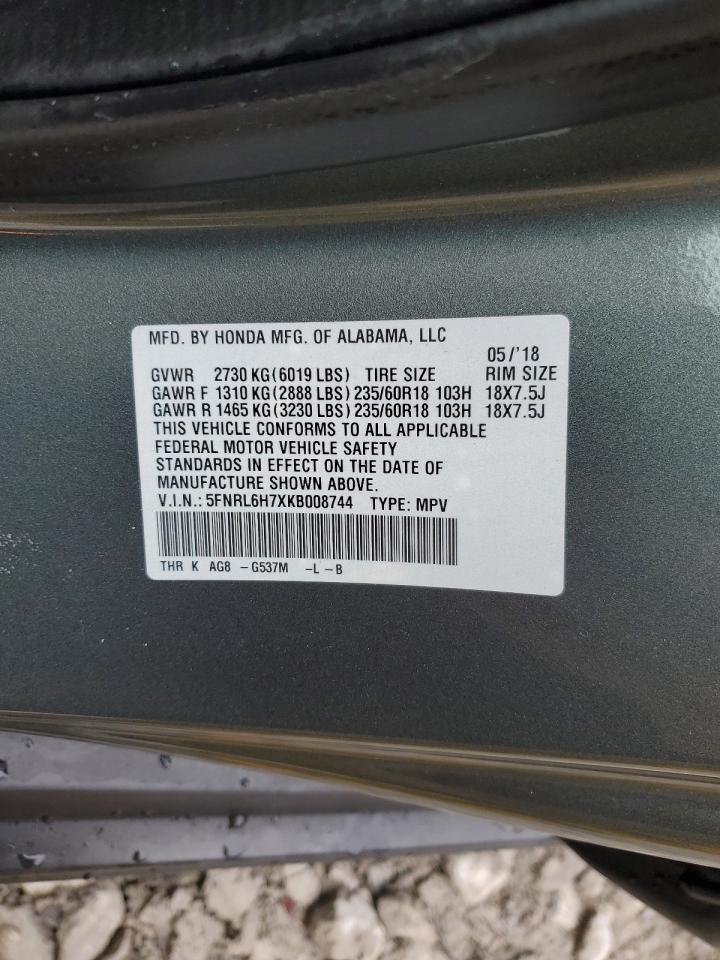 MFD. BY HONDA MFG. OF ALABAMA, LLC
05/'18
GVWR 2730 KG(6019 LBS) TIRE SIZE RIM SIZE
GAWR F 1310 KG(2888 LBS)235/60R18 103H 18X7.5J
GAWR R 1465 KG(3230 LBS)235/60R18 103H 18X7.5J
THIS VEHICLE CONFORMS TO ALL APPLICABLE
FEDERAL MOTOR VEHICLE SAFETY
STANDARDS IN EFFECT ON THE DATE OF
MANUFACTURE SHOWN ABOVE.
V.I.N.: 5FNRL6H7XKB008744 TYPE: MPV
THR K AG8 -G537M -L-B